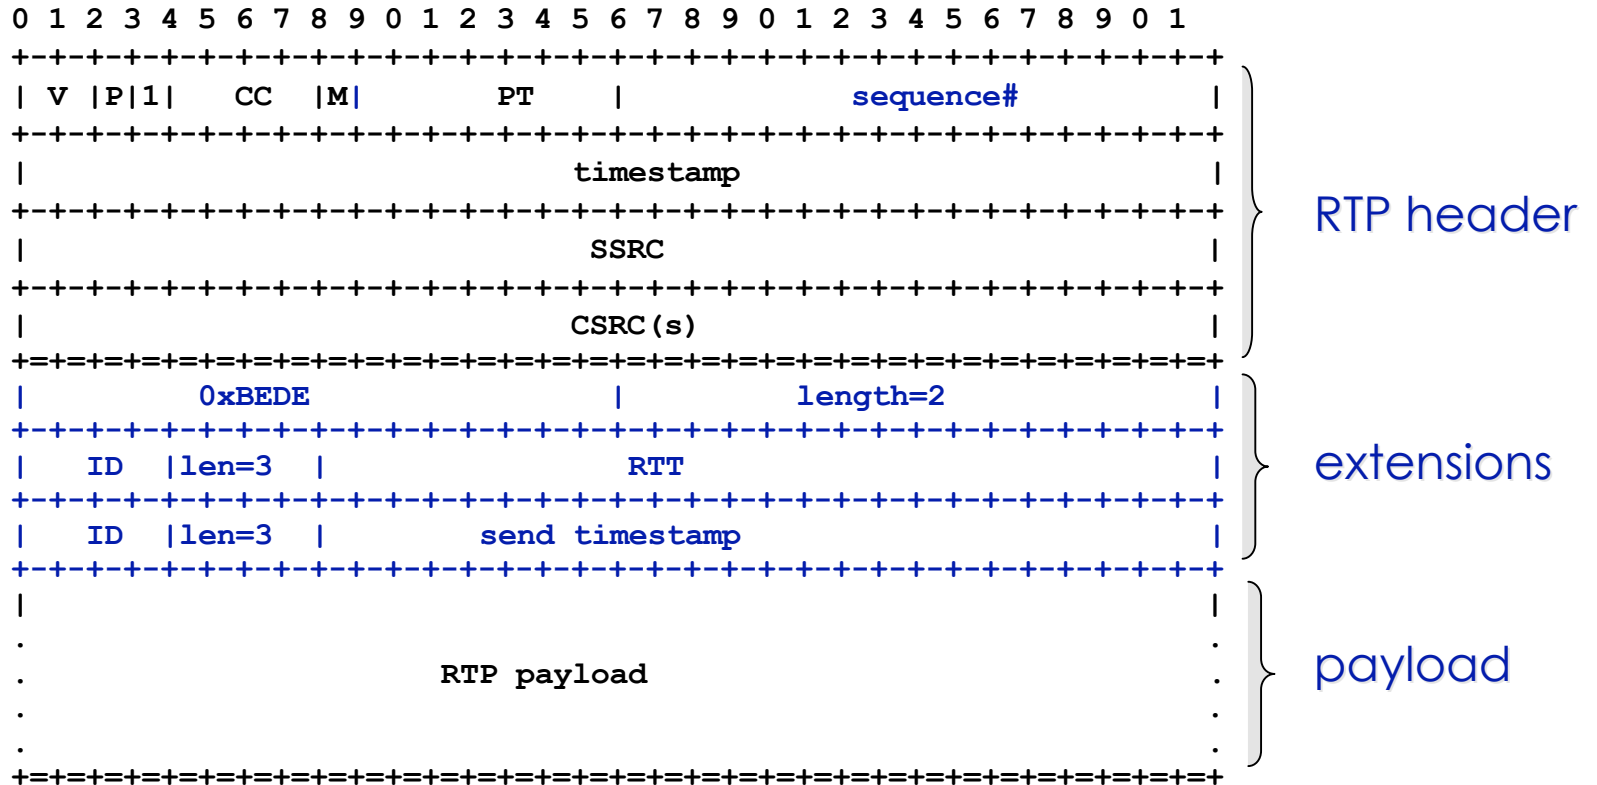 0 1 2 3 4 5 6 7 8 9 0 1 2 3 4 5 6 7 8 9 0 1 2 3 4 5 6 7 8 9 0 1
+-+-+-+-+-+-+-+-+-+-+-+-+-+-+-+-+-+-+-+-+-+-+-+-+-+-+-+-+-+-+-+-+
| V |P|1|   CC  |M|       PT    |            sequence#          |
+-+-+-+-+-+-+-+-+-+-+-+-+-+-+-+-+-+-+-+-+-+-+-+-+-+-+-+-+-+-+-+-+
|                             timestamp                         |
+-+-+-+-+-+-+-+-+-+-+-+-+-+-+-+-+-+-+-+-+-+-+-+-+-+-+-+-+-+-+-+-+
RTP header
|                              SSRC                             |
+-+-+-+-+-+-+-+-+-+-+-+-+-+-+-+-+-+-+-+-+-+-+-+-+-+-+-+-+-+-+-+-+
|                             CSRC(s)                           |
+=+=+=+=+=+=+=+=+=+=+=+=+=+=+=+=+=+=+=+=+=+=+=+=+=+=+=+=+=+=+=+=+
|         0xBEDE                |         length=2              |
+-+-+-+-+-+-+-+-+-+-+-+-+-+-+-+-+-+-+-+-+-+-+-+-+-+-+-+-+-+-+-+-+
|   ID  |len=3  |                RTT                            |
extensions
+-+-+-+-+-+-+-+-+-+-+-+-+-+-+-+-+-+-+-+-+-+-+-+-+-+-+-+-+-+-+-+-+
|   ID  |len=3  |        send timestamp                         |
+-+-+-+-+-+-+-+-+-+-+-+-+-+-+-+-+-+-+-+-+-+-+-+-+-+-+-+-+-+-+-+-+
|                                                               |
.                                                               .
.                      RTP payload                              .
payload
.                                                               .
.                                                               .
+=+=+=+=+=+=+=+=+=+=+=+=+=+=+=+=+=+=+=+=+=+=+=+=+=+=+=+=+=+=+=+=+